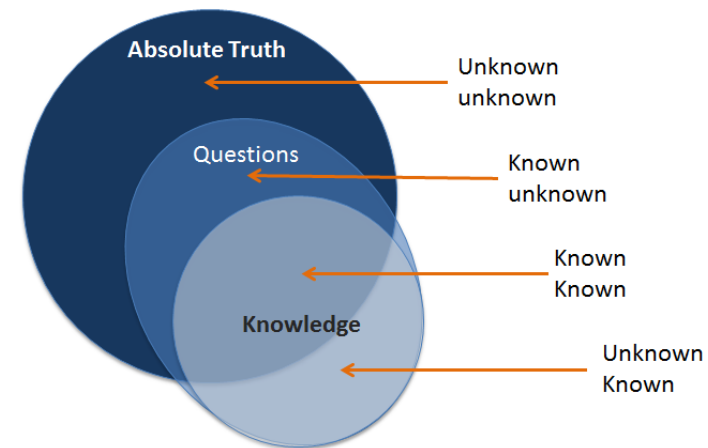 Absolute Truth
Unknown
unknown
Questions
Known
unknown
Known
Known
Knowledge
Unknown
Known